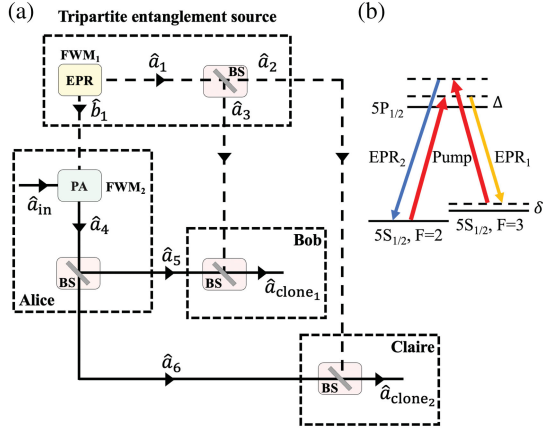 (a)
Tripartite entanglement source
FWM₁
EPR
â₁
BS
â₂
b̂₁
â₃
PA
FWM₂
âin
â₄
BS
Alice
â₅
Bob
BS
âclone₁
Claire
â₆
BS
âclone₂
(b)
5P1/2
Δ
EPR₂
Pump
EPR₁
δ
5S1/2, F=2
5S1/2, F=3